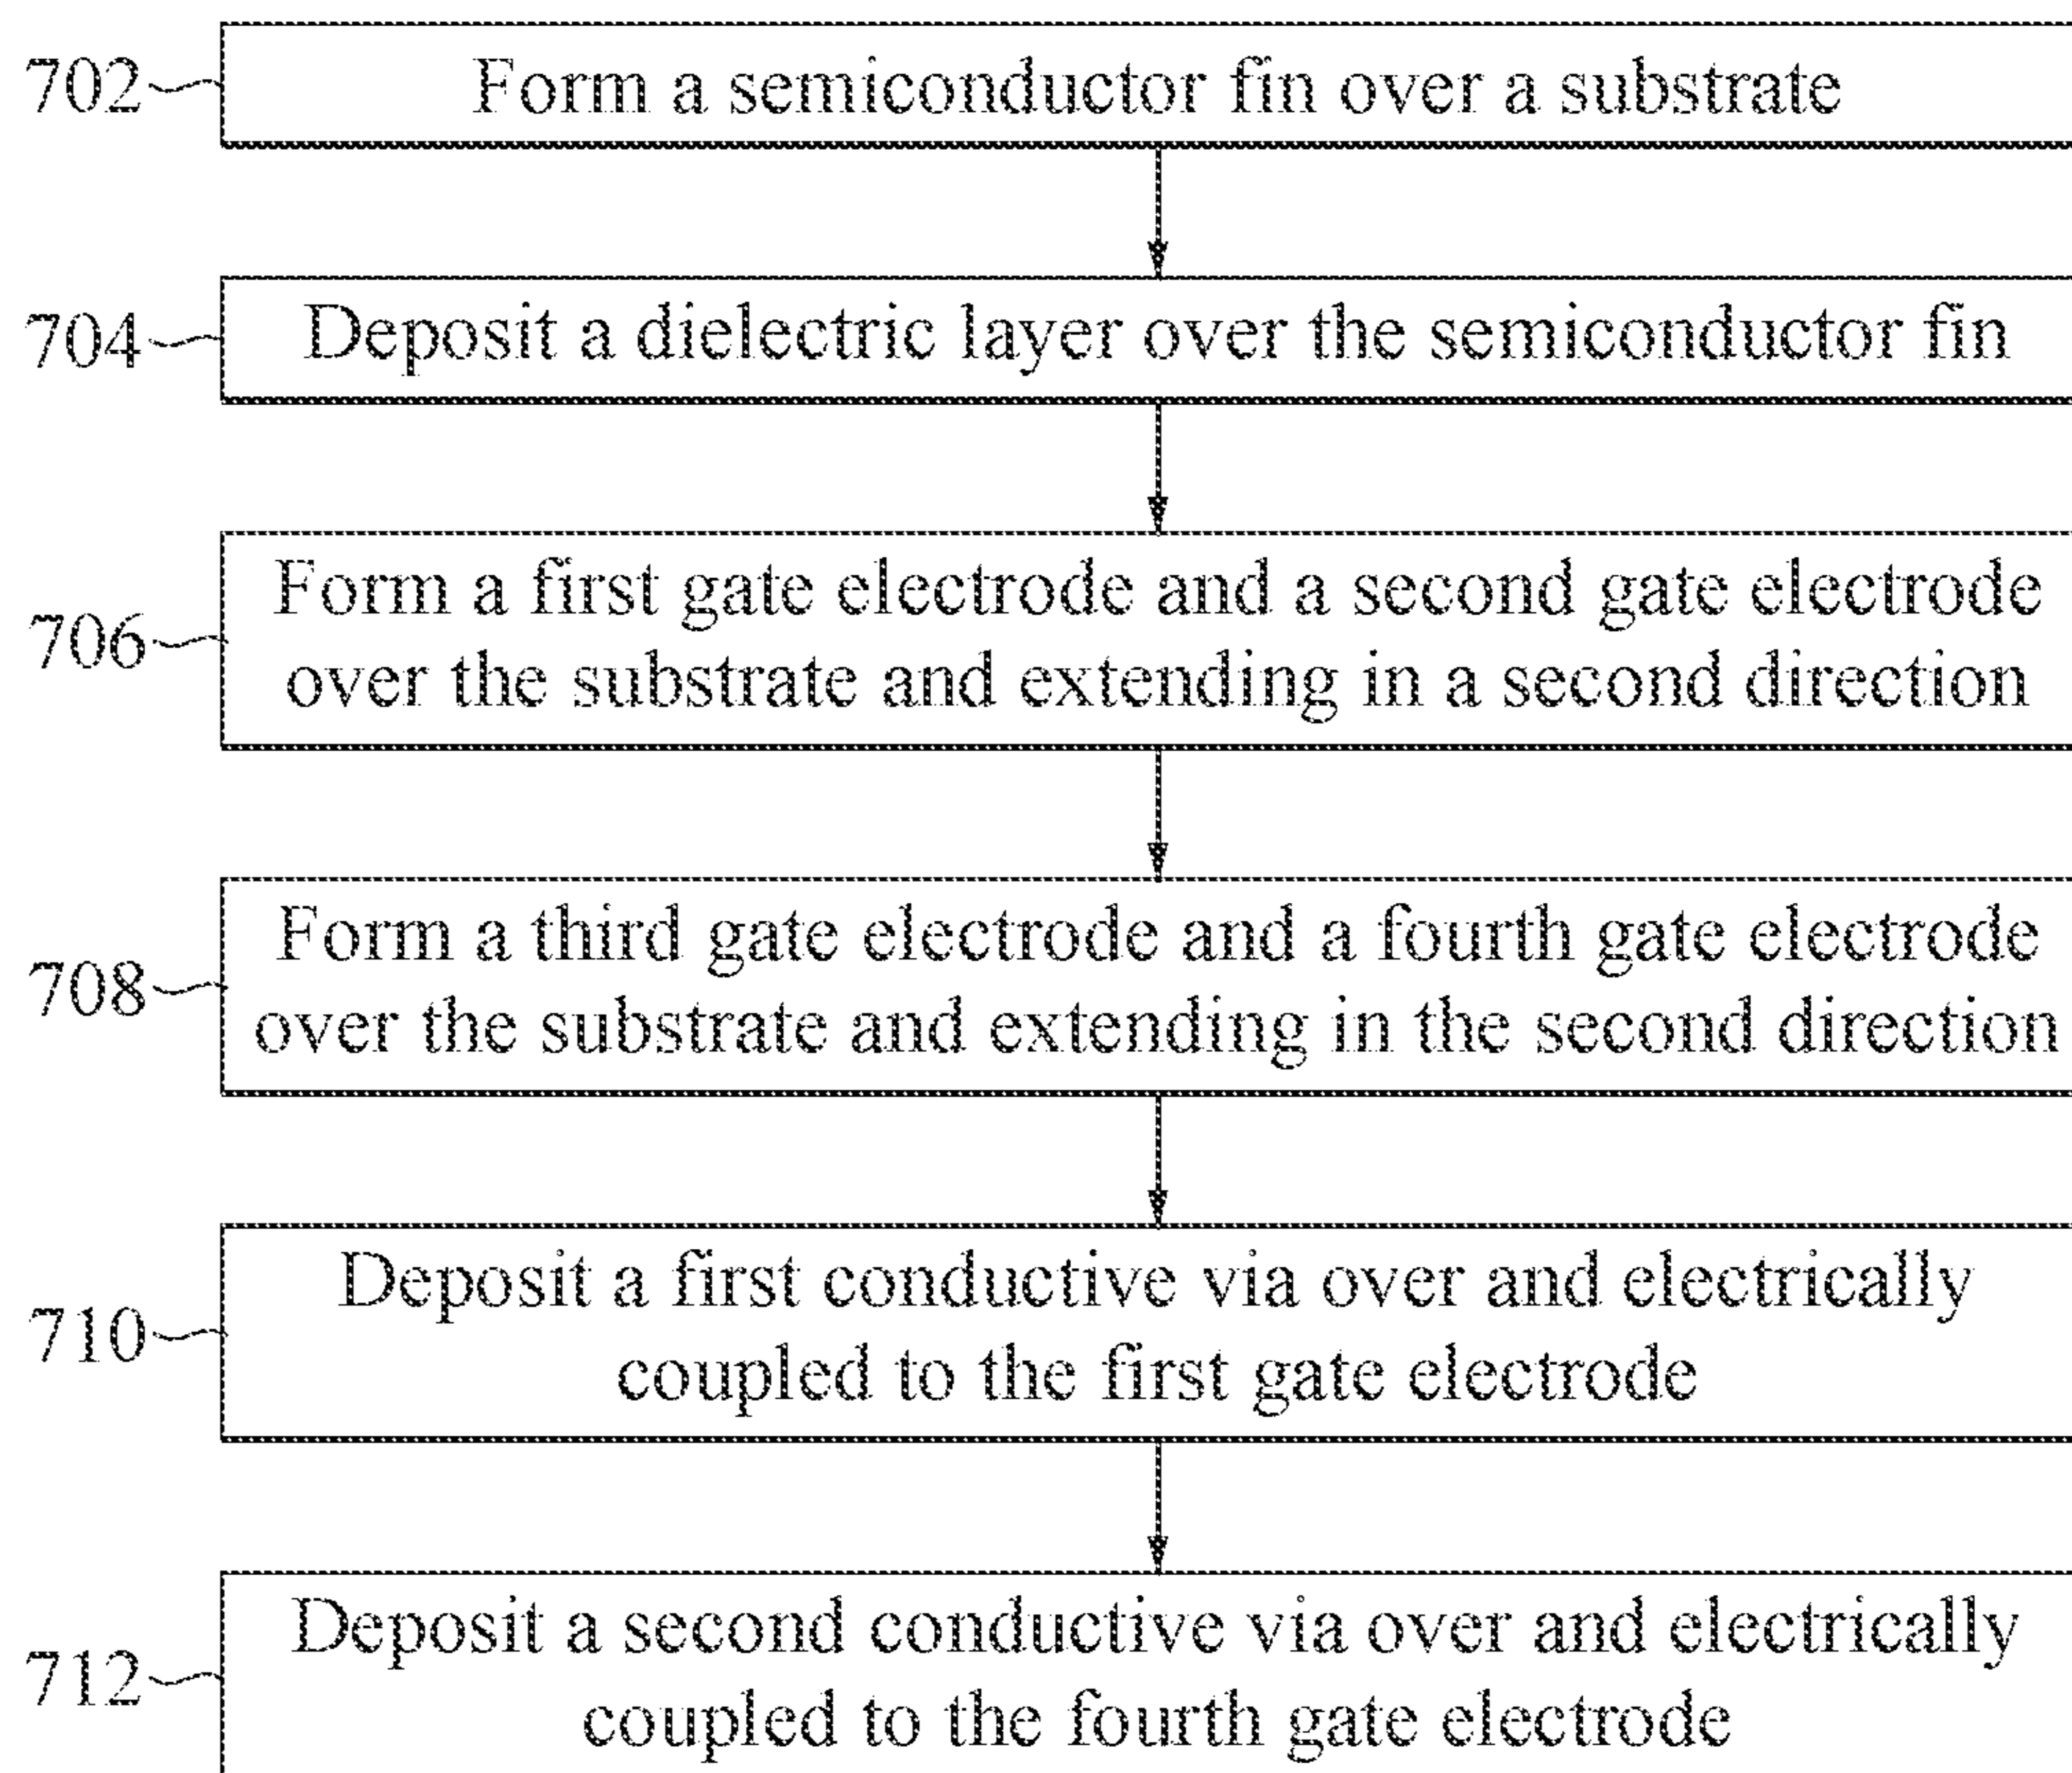 702 Form a semiconductor fin over a substrate
704 Deposit a dielectric layer over the semiconductor fin
Form a first gate electrode and a second gate electrode
706
over the substrate and extending in a second direction
Form a third gate electrode and a fourth gate electrode
708
over the substrate and extending in the second direction
Deposit a first conductive via over and electrically
710
coupled to the first gate electrode
Deposit a second conductive via over and electrically
712
coupled to the fourth gate electrode